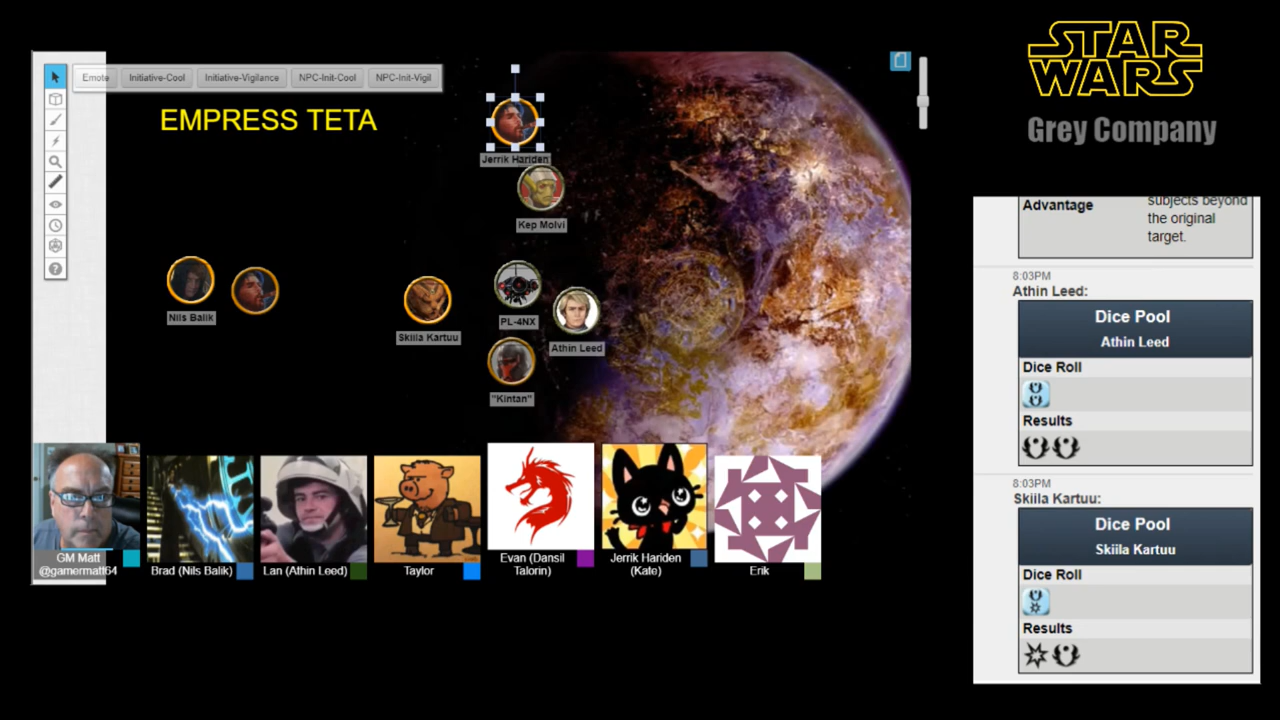 Emote
Initiative-Cool
Initiative-Vigilance
NPC-Init-Cool
NPC-Init-Vigil
EMPRESS TETA
Jerrik Hariden
Kep Molvi
Nils Balik
Skiila Kartuu
PL-4NX
Athin Leed
"Kintan"
GM Matt
@gamermatt64
Brad (Nils Balik)
Lan (Athin Leed)
Taylor
Evan (Dansil
Talorin)
Jerrik Hariden
(Kate)
Erik
STAR
WARS
Grey Company
Advantage
subjects beyond
the original
target.
8:03PM
Athin Leed:
Dice Pool
Athin Leed
Dice Roll
Results
8:03PM
Skiila Kartuu:
Dice Pool
Skiila Kartuu
Dice Roll
Results